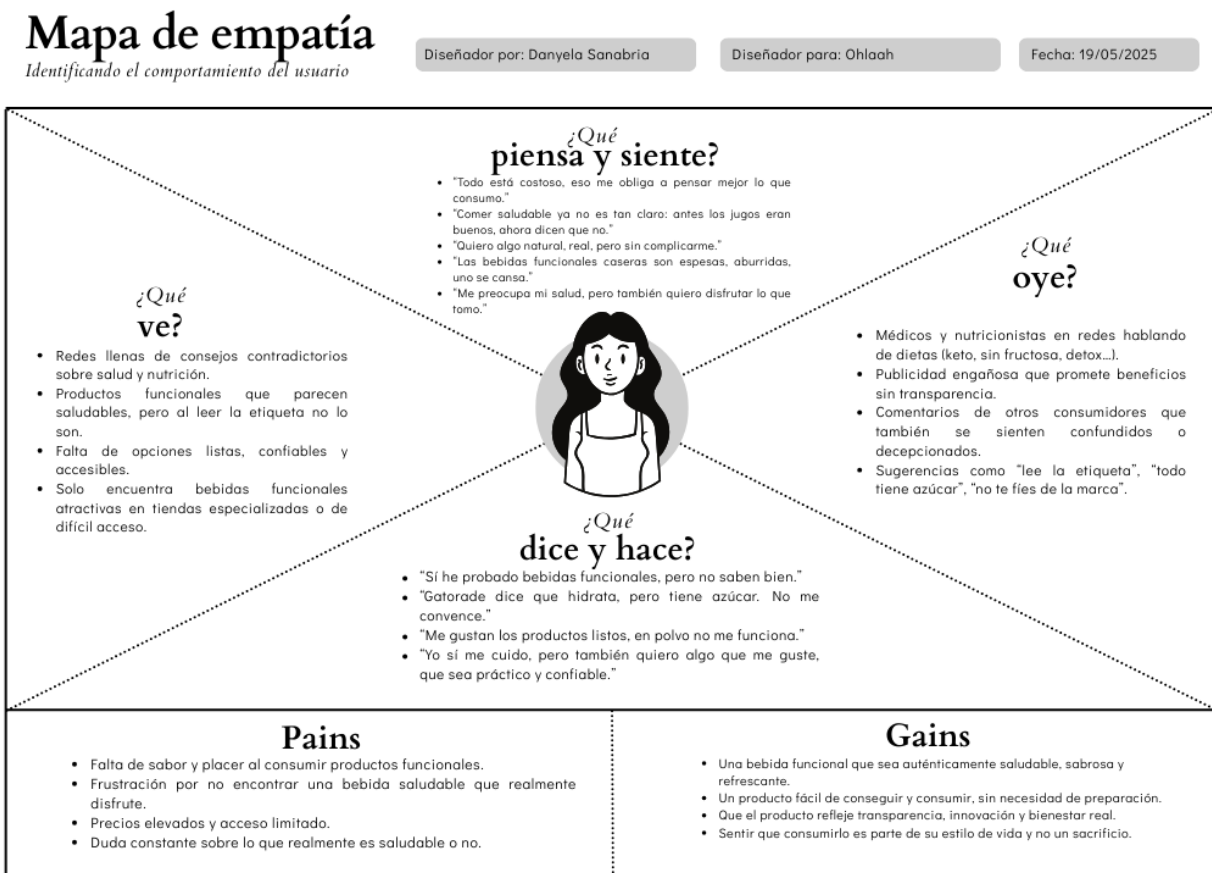 Mapa de empatía
Identificando el comportamiento del usuario
Diseñador por: Danyela Sanabria
Diseñador para: Ohlaah
Fecha: 19/05/2025
¿Qué
piensa y siente?
• “Todo está costoso, eso me obliga a pensar mejor lo que
consumo.”
• “Comer saludable ya no es tan claro: antes los jugos eran
buenos, ahora dicen que no.”
• “Quiero algo natural, real, pero sin complicarme.”
• “Las bebidas funcionales caseras son espesas, aburridas,
uno se cansa.”
• “Me preocupa mi salud, pero también quiero disfrutar lo que
tomo.”
¿Qué
ve?
• Redes llenas de consejos contradictorios
sobre salud y nutrición.
• Productos funcionales que parecen
saludables, pero al leer la etiqueta no lo
son.
• Falta de opciones listas, confiables y
accesibles.
• Solo encuentra bebidas funcionales
atractivas en tiendas especializadas o de
difícil acceso.
¿Qué
oye?
• Médicos y nutricionistas en redes hablando
de dietas (keto, sin fructosa, detox…).
• Publicidad engañosa que promete beneficios
sin transparencia.
• Comentarios de otros consumidores que
también se sienten confundidos o
decepcionados.
• Sugerencias como “lee la etiqueta”, “todo
tiene azúcar”, “no te fíes de la marca”.
¿Qué
dice y hace?
• “Sí he probado bebidas funcionales, pero no saben bien.”
• “Gatorade dice que hidrata, pero tiene azúcar. No me
convence.”
• “Me gustan los productos listos, en polvo no me funciona.”
• “Yo sí me cuido, pero también quiero algo que me guste,
que sea práctico y confiable.”
Pains
• Falta de sabor y placer al consumir productos funcionales.
• Frustración por no encontrar una bebida saludable que realmente
disfrute.
• Precios elevados y acceso limitado.
• Duda constante sobre lo que realmente es saludable o no.
Gains
• Una bebida funcional que sea auténticamente saludable, sabrosa y
refrescante.
• Un producto fácil de conseguir y consumir, sin necesidad de preparación.
• Que el producto refleje transparencia, innovación y bienestar real.
• Sentir que consumirlo es parte de su estilo de vida y no un sacrificio.